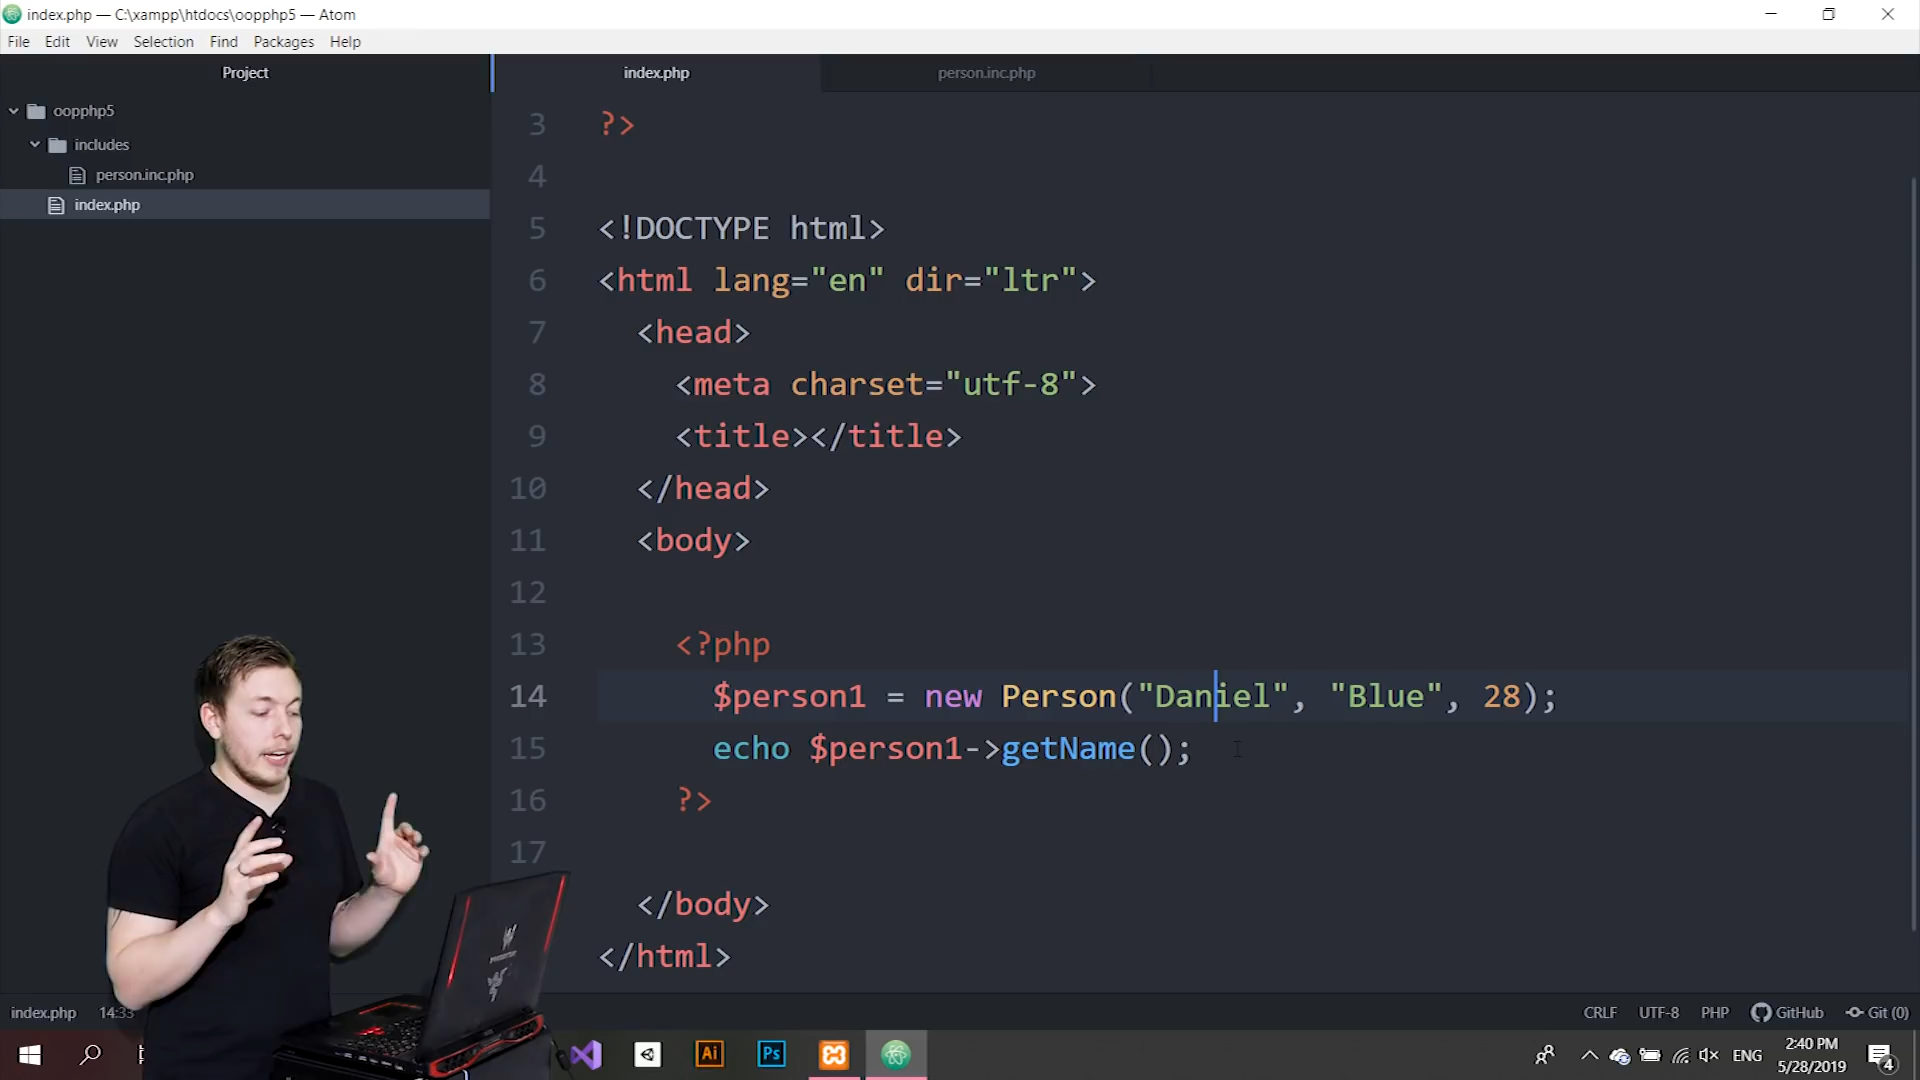 index.php — C:\xampp\htdocs\oopphp5 — Atom
File Edit View Selection Find Packages Help
Project
index.php
person.inc.php
oopphp5
includes
person.inc.php
index.php
3 ?>
4
5 <!DOCTYPE html>
6 <html lang="en" dir="ltr">
7 <head>
8 <meta charset="utf-8">
9 <title></title>
10 </head>
11 <body>
12
13 <?php
14 $person1 = new Person("Daniel", "Blue", 28);
15 echo $person1->getName();
16 ?>
17
</body>
</html>
index.php 14:33
CRLF UTF-8 PHP GitHub Git (0)
Ai Ps
ENG
2:40 PM
5/28/2019
4